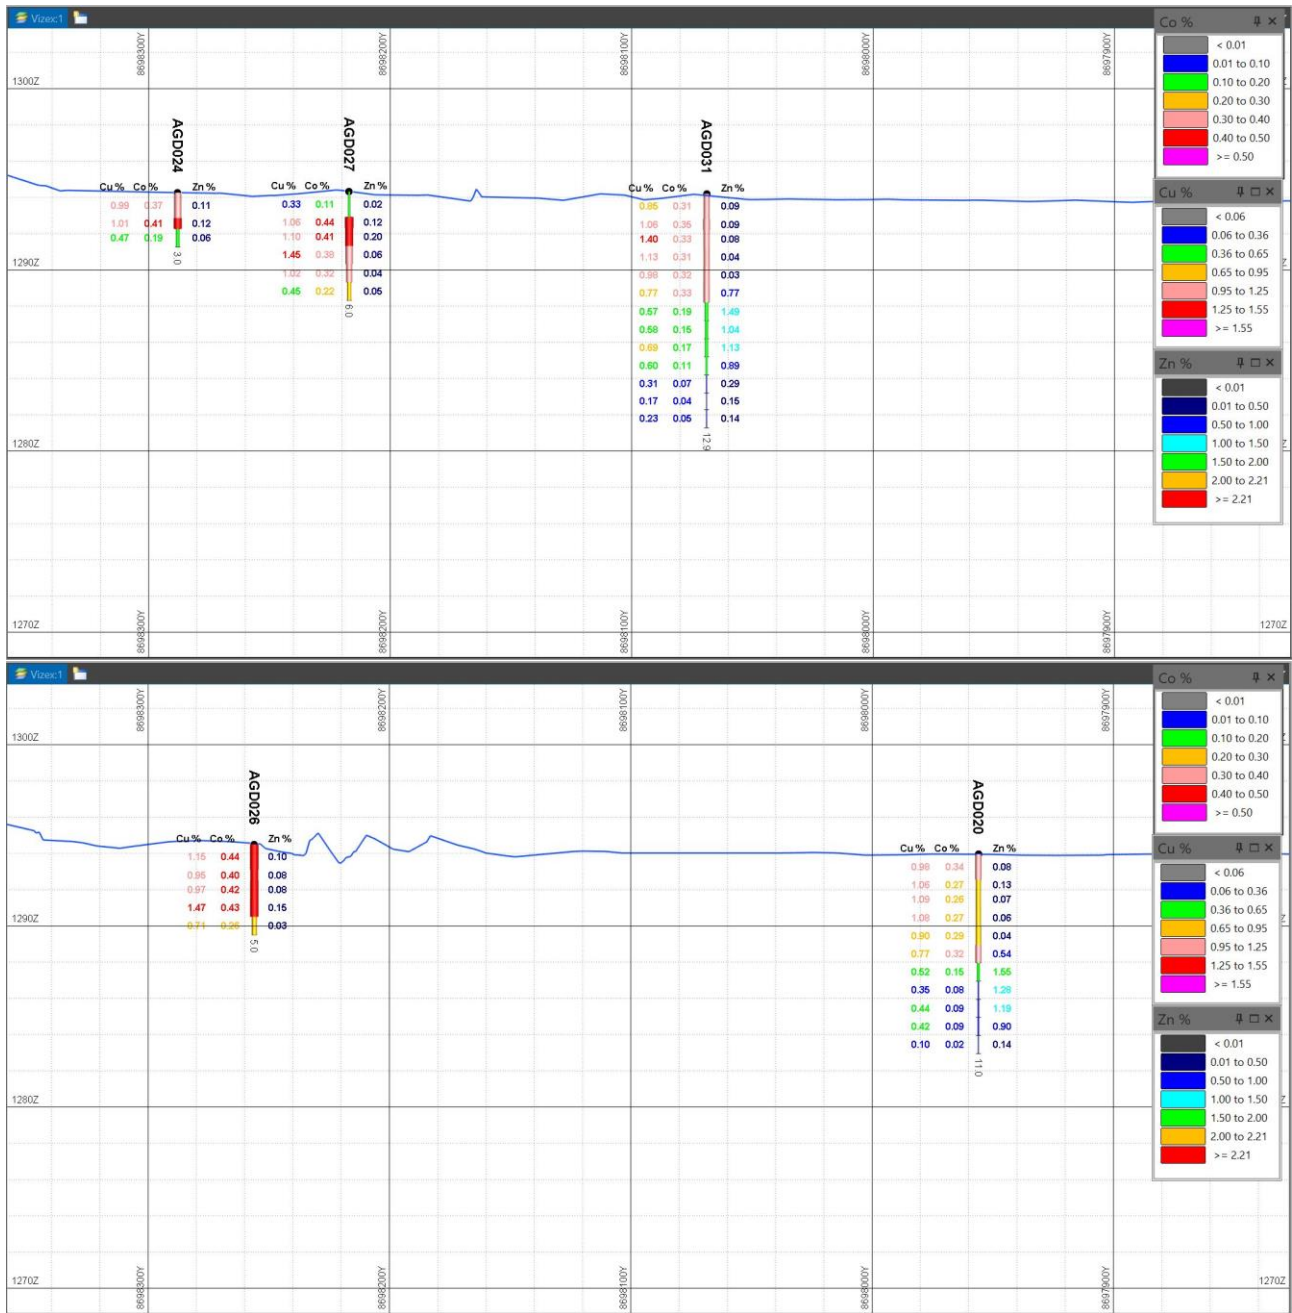 Vizex:1
8698300Y
8698200Y
8698100Y
8698000Y
8697900Y
1300Z
AGD024
AGD027
AGD031
Cu % Co % Zn %
0.99 0.37 0.11
1.01 0.41 0.12
0.47 0.19 0.06
3.0
Cu % Co % Zn %
0.33 0.11 0.02
1.06 0.44 0.12
1.10 0.41 0.20
1.45 0.38 0.06
1.02 0.32 0.04
0.45 0.22 0.05
6.0
Cu % Co % Zn %
0.85 0.31 0.09
1.06 0.35 0.09
1.40 0.33 0.08
1.13 0.31 0.04
0.98 0.32 0.03
0.77 0.33 0.77
0.57 0.19 1.49
0.58 0.15 1.04
0.69 0.17 1.13
0.60 0.11 0.89
0.31 0.07 0.29
0.17 0.04 0.15
0.23 0.05 0.14
12.9
1290Z
1280Z
1270Z
1270Z
8698300Y
8698200Y
8698100Y
8698000Y
8697900Y
Co %
< 0.01
0.01 to 0.10
0.10 to 0.20
0.20 to 0.30
0.30 to 0.40
0.40 to 0.50
>= 0.50
Cu %
< 0.06
0.06 to 0.36
0.36 to 0.65
0.65 to 0.95
0.95 to 1.25
1.25 to 1.55
>= 1.55
Zn %
< 0.01
0.01 to 0.50
0.50 to 1.00
1.00 to 1.50
1.50 to 2.00
2.00 to 2.21
>= 2.21
Vizex:1
8698300Y
8698200Y
8698100Y
8698000Y
8697900Y
1300Z
AGD026
AGD020
Cu % Co % Zn %
1.15 0.44 0.10
0.95 0.40 0.08
0.97 0.42 0.08
1.47 0.43 0.15
0.71 0.26 0.03
5.0
Cu % Co % Zn %
0.98 0.34 0.08
1.06 0.27 0.13
1.09 0.26 0.07
1.08 0.27 0.06
0.90 0.29 0.04
0.77 0.32 0.54
0.52 0.15 1.55
0.35 0.08 1.28
0.44 0.09 1.19
0.42 0.09 0.90
0.10 0.02 0.14
11.0
1290Z
1280Z
1270Z
1270Z
8698300Y
8698200Y
8698100Y
8698000Y
8697900Y
Co %
< 0.01
0.01 to 0.10
0.10 to 0.20
0.20 to 0.30
0.30 to 0.40
0.40 to 0.50
>= 0.50
Cu %
< 0.06
0.06 to 0.36
0.36 to 0.65
0.65 to 0.95
0.95 to 1.25
1.25 to 1.55
>= 1.55
Zn %
< 0.01
0.01 to 0.50
0.50 to 1.00
1.00 to 1.50
1.50 to 2.00
2.00 to 2.21
>= 2.21